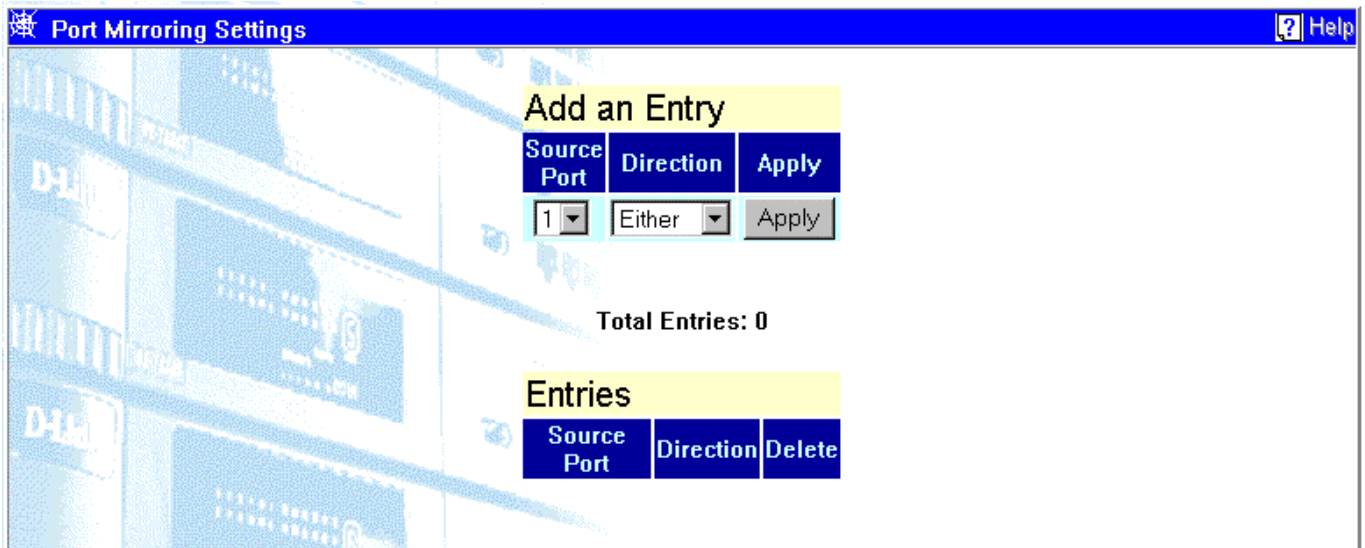 Port Mirroring Settings
? Help
Add an Entry
Source Port Direction Apply
1 Either Apply
Total Entries: 0
Entries
Source Port Direction Delete